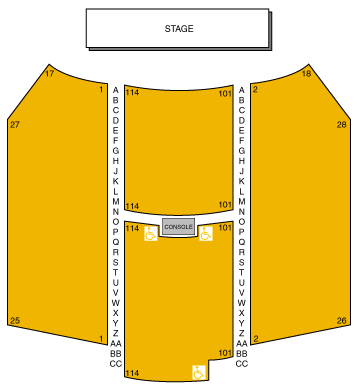 STAGE
17 1 114 101 2 18
A A
B B
C C
D D
27 E E 28
F F
G G
H H
J J
K K
L L
M M
N 114 101 N
O O
P 114 CONSOLE 101 P
Q Q
R R
S S
T T
U U
V V
W W
X X
25 Y Y 26
Z Z
1 AA AA 2
BB 101 BB
CC 114 CC